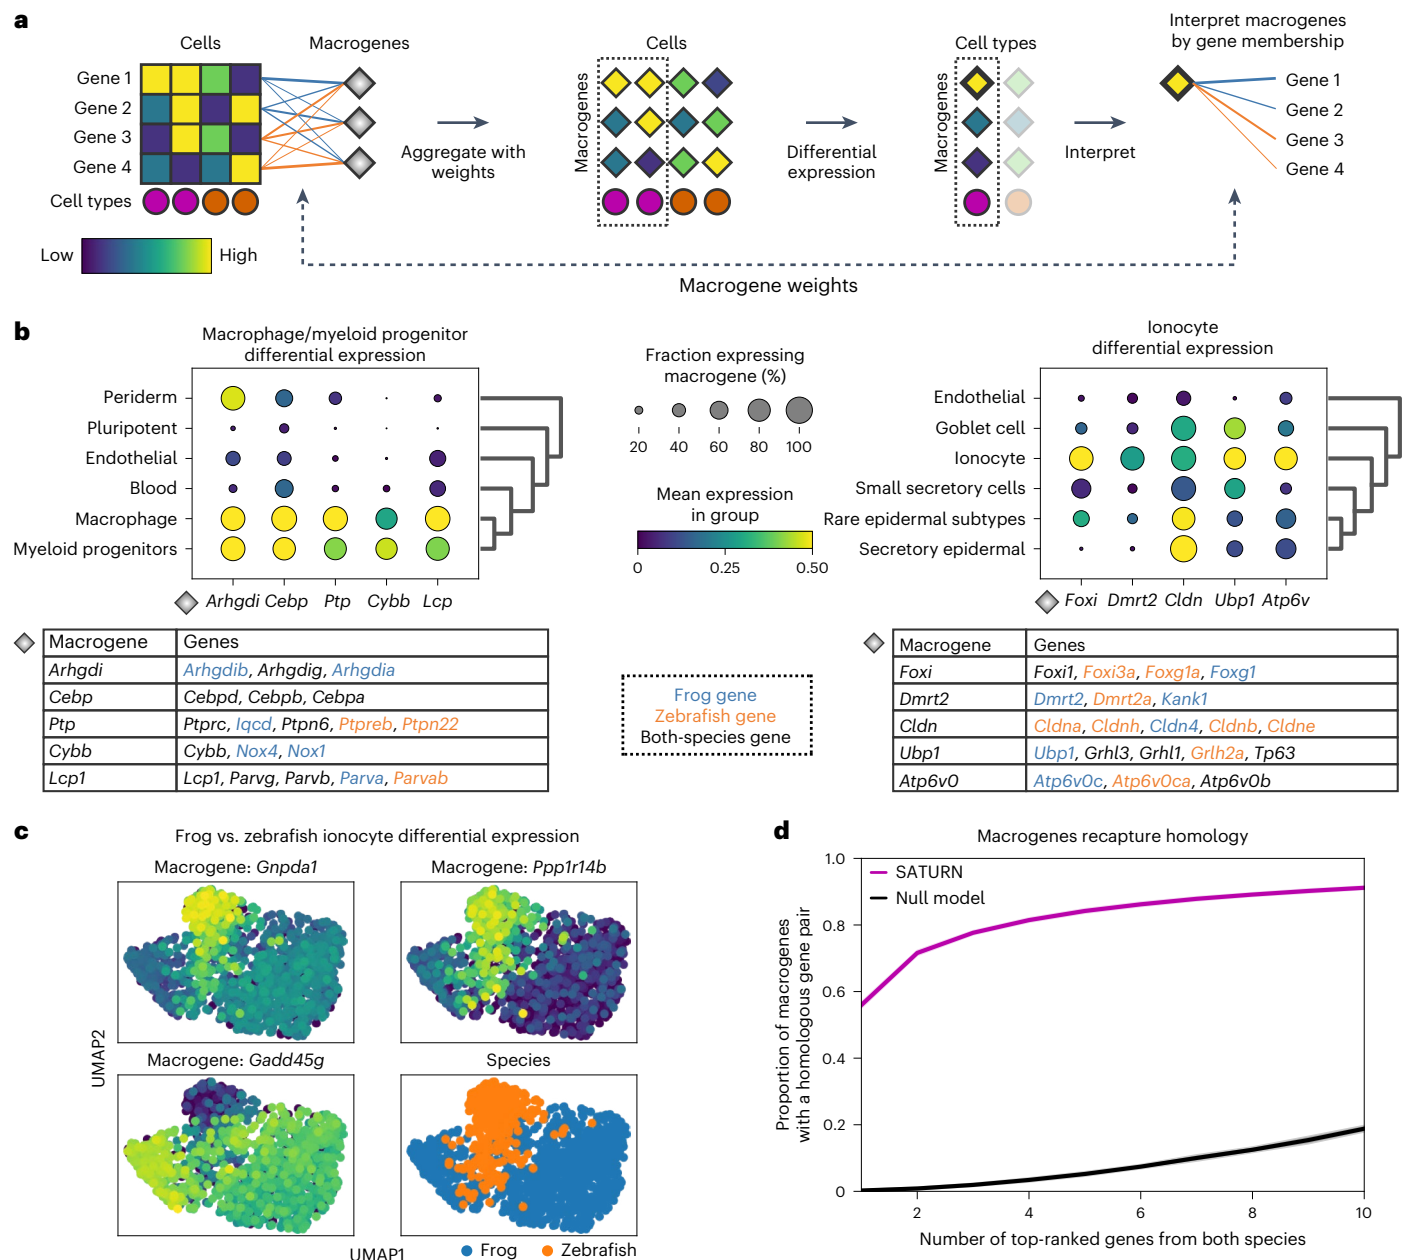 a
Cells
Macrogenes
Gene 1
Gene 2
Gene 3
Gene 4
Cell types
Low
High
Aggregate with
weights
Cells
Macrogenes
Differential
expression
Cell types
Macrogenes
Interpret
Interpret macrogenes
by gene membership
Gene 1
Gene 2
Gene 3
Gene 4
Macrogene weights
b
Macrophage/myeloid progenitor
differential expression
Periderm
Pluripotent
Endothelial
Blood
Macrophage
Myeloid progenitors
Arhgdi Cebp Ptp Cybb Lcp
Fraction expressing
macrogene (%)
20 40 60 80 100
Mean expression
in group
0 0.25 0.50
Ionocyte
differential expression
Endothelial
Goblet cell
Ionocyte
Small secretory cells
Rare epidermal subtypes
Secretory epidermal
Foxi Dmrt2 Cldn Ubp1 Atp6v
Macrogene Genes
Arhgdi Arhgdib, Arhgdig, Arhgdia
Cebp Cebpd, Cebpb, Cebpa
Ptp Ptprc, Iqcd, Ptpn6, Ptpreb, Ptpn22
Cybb Cybb, Nox4, Nox1
Lcp1 Lcp1, Parvg, Parvb, Parva, Parvab
Frog gene
Zebrafish gene
Both-species gene
Macrogene Genes
Foxi Foxi1, Foxi3a, Foxg1a, Foxg1
Dmrt2 Dmrt2, Dmrt2a, Kank1
Cldn Cldna, Cldnh, Cldn4, Cldnb, Cldne
Ubp1 Ubp1, Grhl3, Grhl1, Grlh2a, Tp63
Atp6v0 Atp6v0c, Atp6v0ca, Atp6v0b
c
Frog vs. zebrafish ionocyte differential expression
Macrogene: Gnpda1
Macrogene: Ppp1r14b
Macrogene: Gadd45g
Species
UMAP2
UMAP1
Frog
Zebrafish
d
Macrogenes recapture homology
SATURN
Null model
Proportion of macrogenes
with a homologous gene pair
1.0
0.8
0.6
0.4
0.2
0
2 4 6 8 10
Number of top-ranked genes from both species